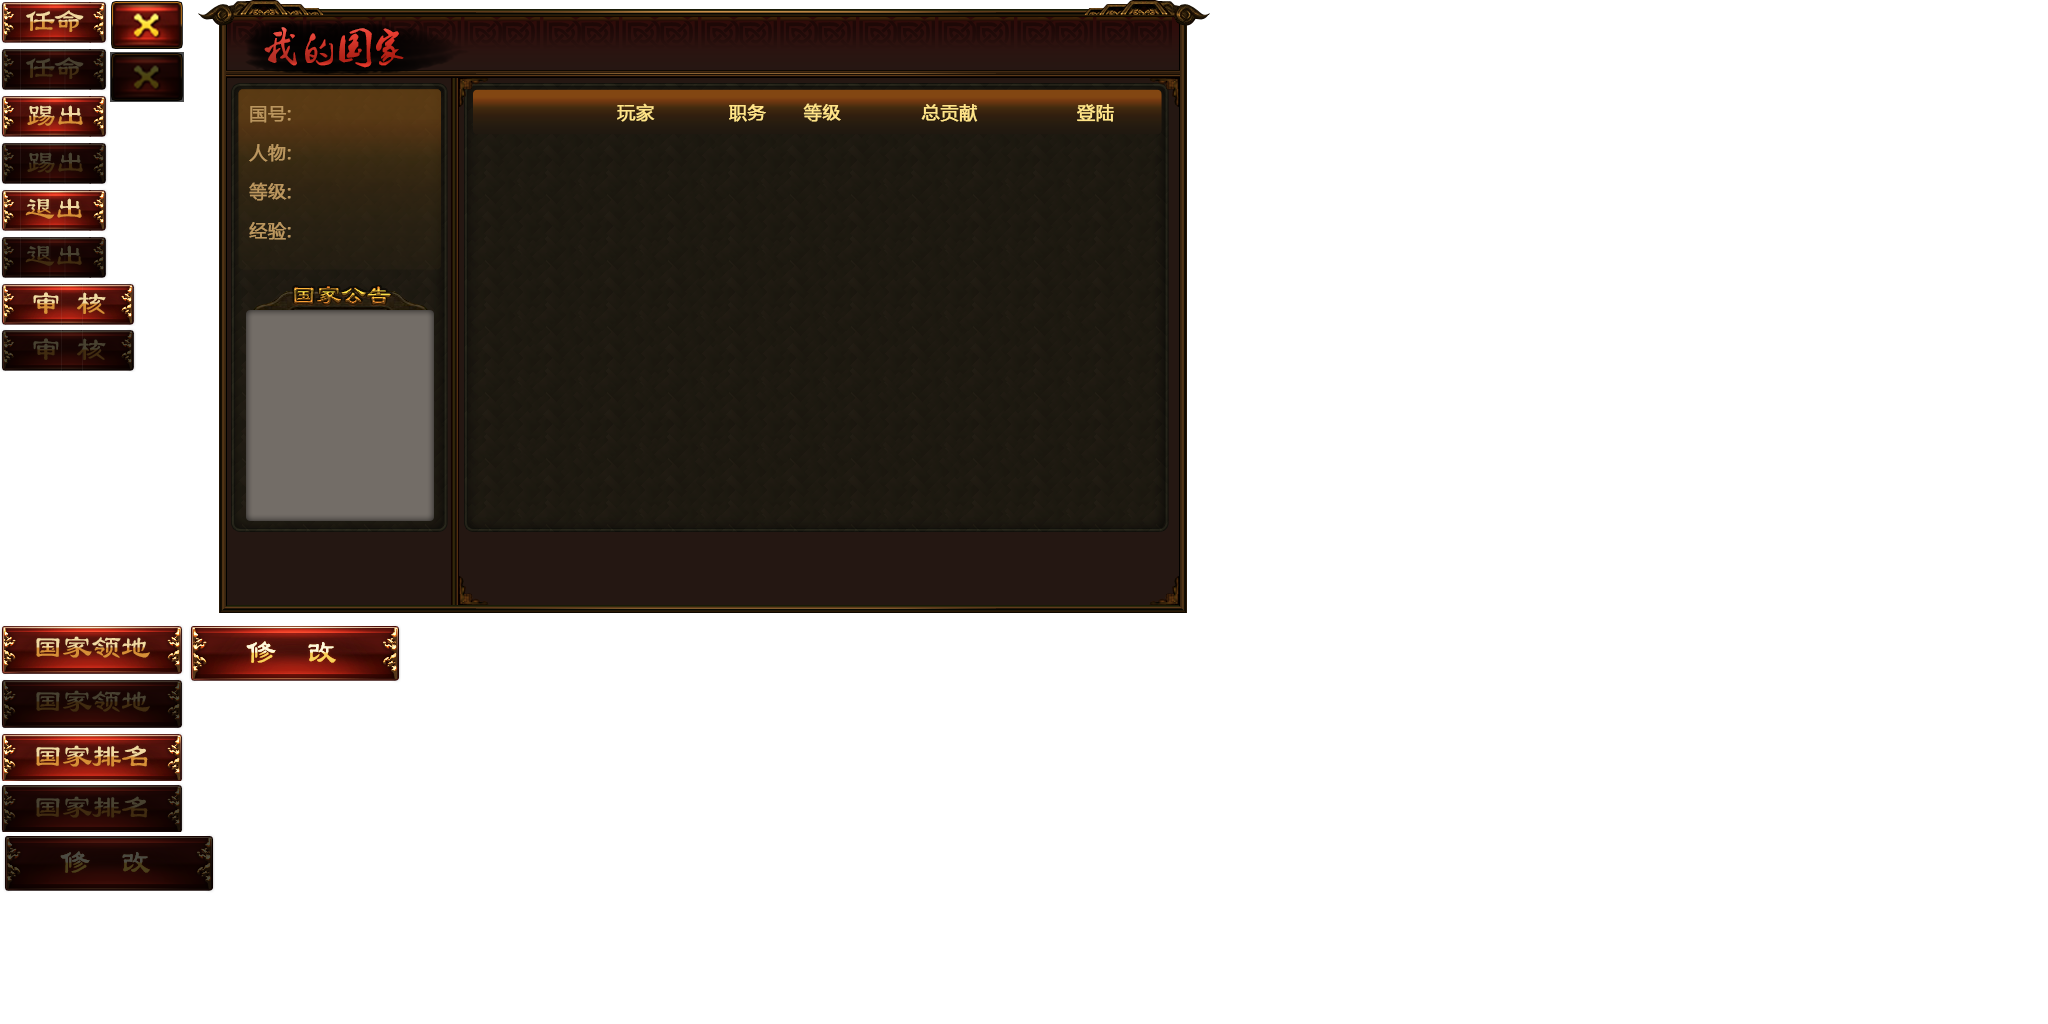 任命
任命
踢出
踢出
退出
退出
审 核
审 核
我的国家
国号:
人物:
等级:
经验:
国家公告
玩家 职务 等级 总贡献 登陆
国家领地
修 改
国家领地
国家排名
国家排名
修 改